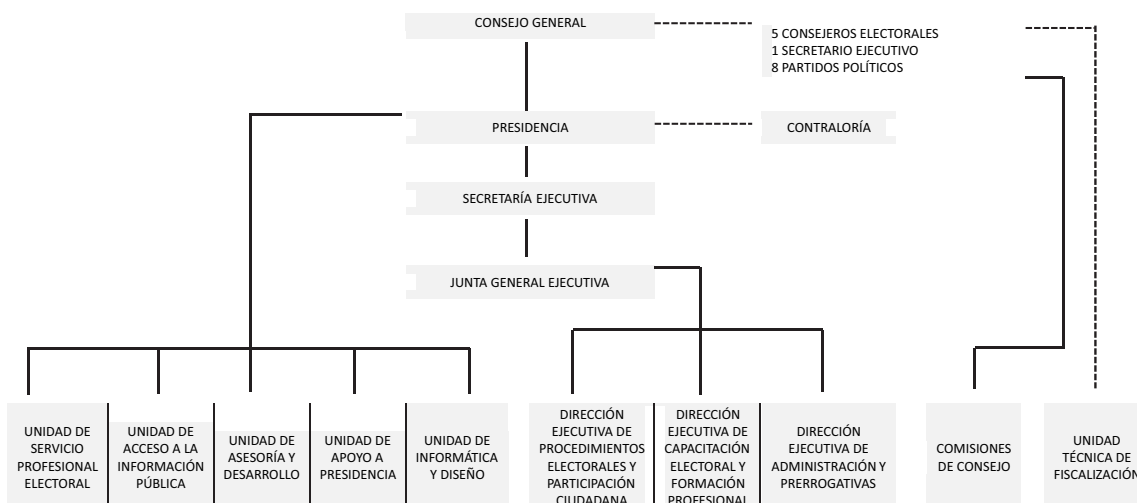 CONSEJO GENERAL
5 CONSEJEROS ELECTORALES
1 SECRETARIO EJECUTIVO
8 PARTIDOS POLÍTICOS
PRESIDENCIA
CONTRALORÍA
SECRETARÍA EJECUTIVA
JUNTA GENERAL EJECUTIVA
UNIDAD DE
SERVICIO
PROFESIONAL
ELECTORAL
UNIDAD DE
ACCESO A LA
INFORMACIÓN
PÚBLICA
UNIDAD DE
ASESORÍA Y
DESARROLLO
UNIDAD DE
APOYO A
PRESIDENCIA
UNIDAD DE
INFORMÁTICA
Y DISEÑO
DIRECCIÓN
EJECUTIVA DE
PROCEDIMIENTOS
ELECTORALES Y
PARTICIPACIÓN
CIUDADANA
DIRECCIÓN
EJECUTIVA DE
CAPACITACIÓN
ELECTORAL Y
FORMACIÓN
PROFESIONAL
DIRECCIÓN
EJECUTIVA DE
ADMINISTRACIÓN Y
PRERROGATIVAS
COMISIONES
DE CONSEJO
UNIDAD
TÉCNICA DE
FISCALIZACIÓN